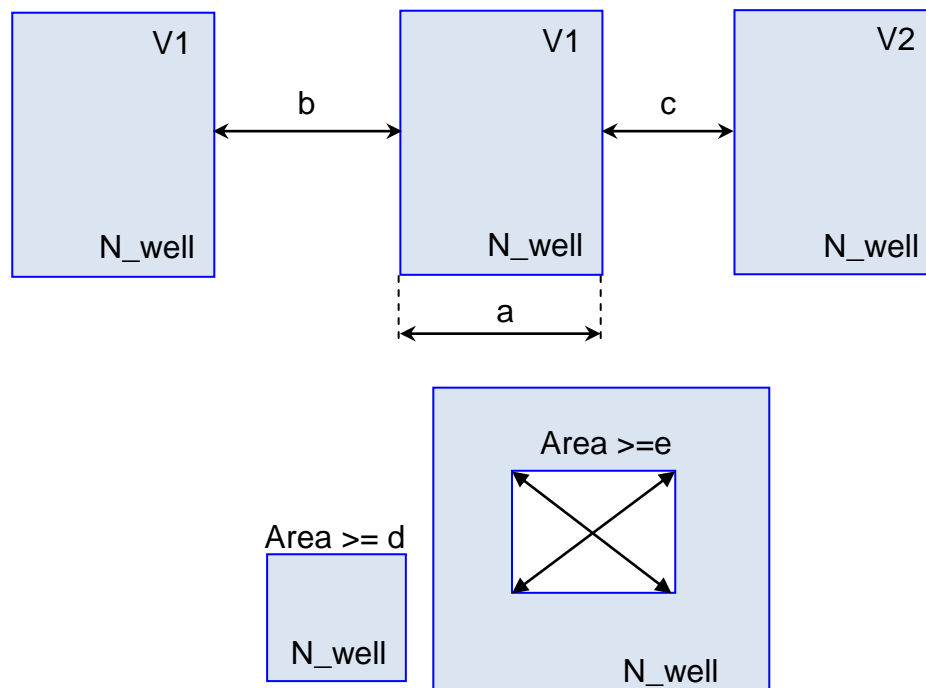 V1
V1
V2
b
c
N_well
N_well
N_well
a
Area >=e
Area >= d
N_well
N_well